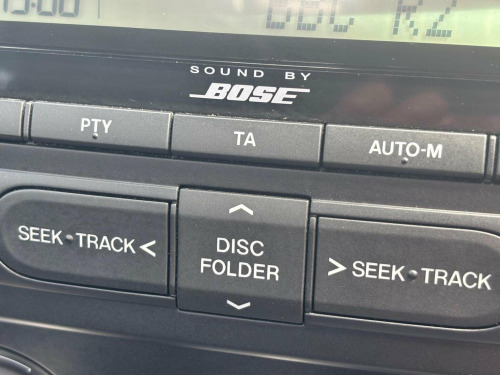 SOUND BY
BOSE
PTY
TA
AUTO-M
SEEK•TRACK <
DISC
FOLDER
> SEEK•TRACK